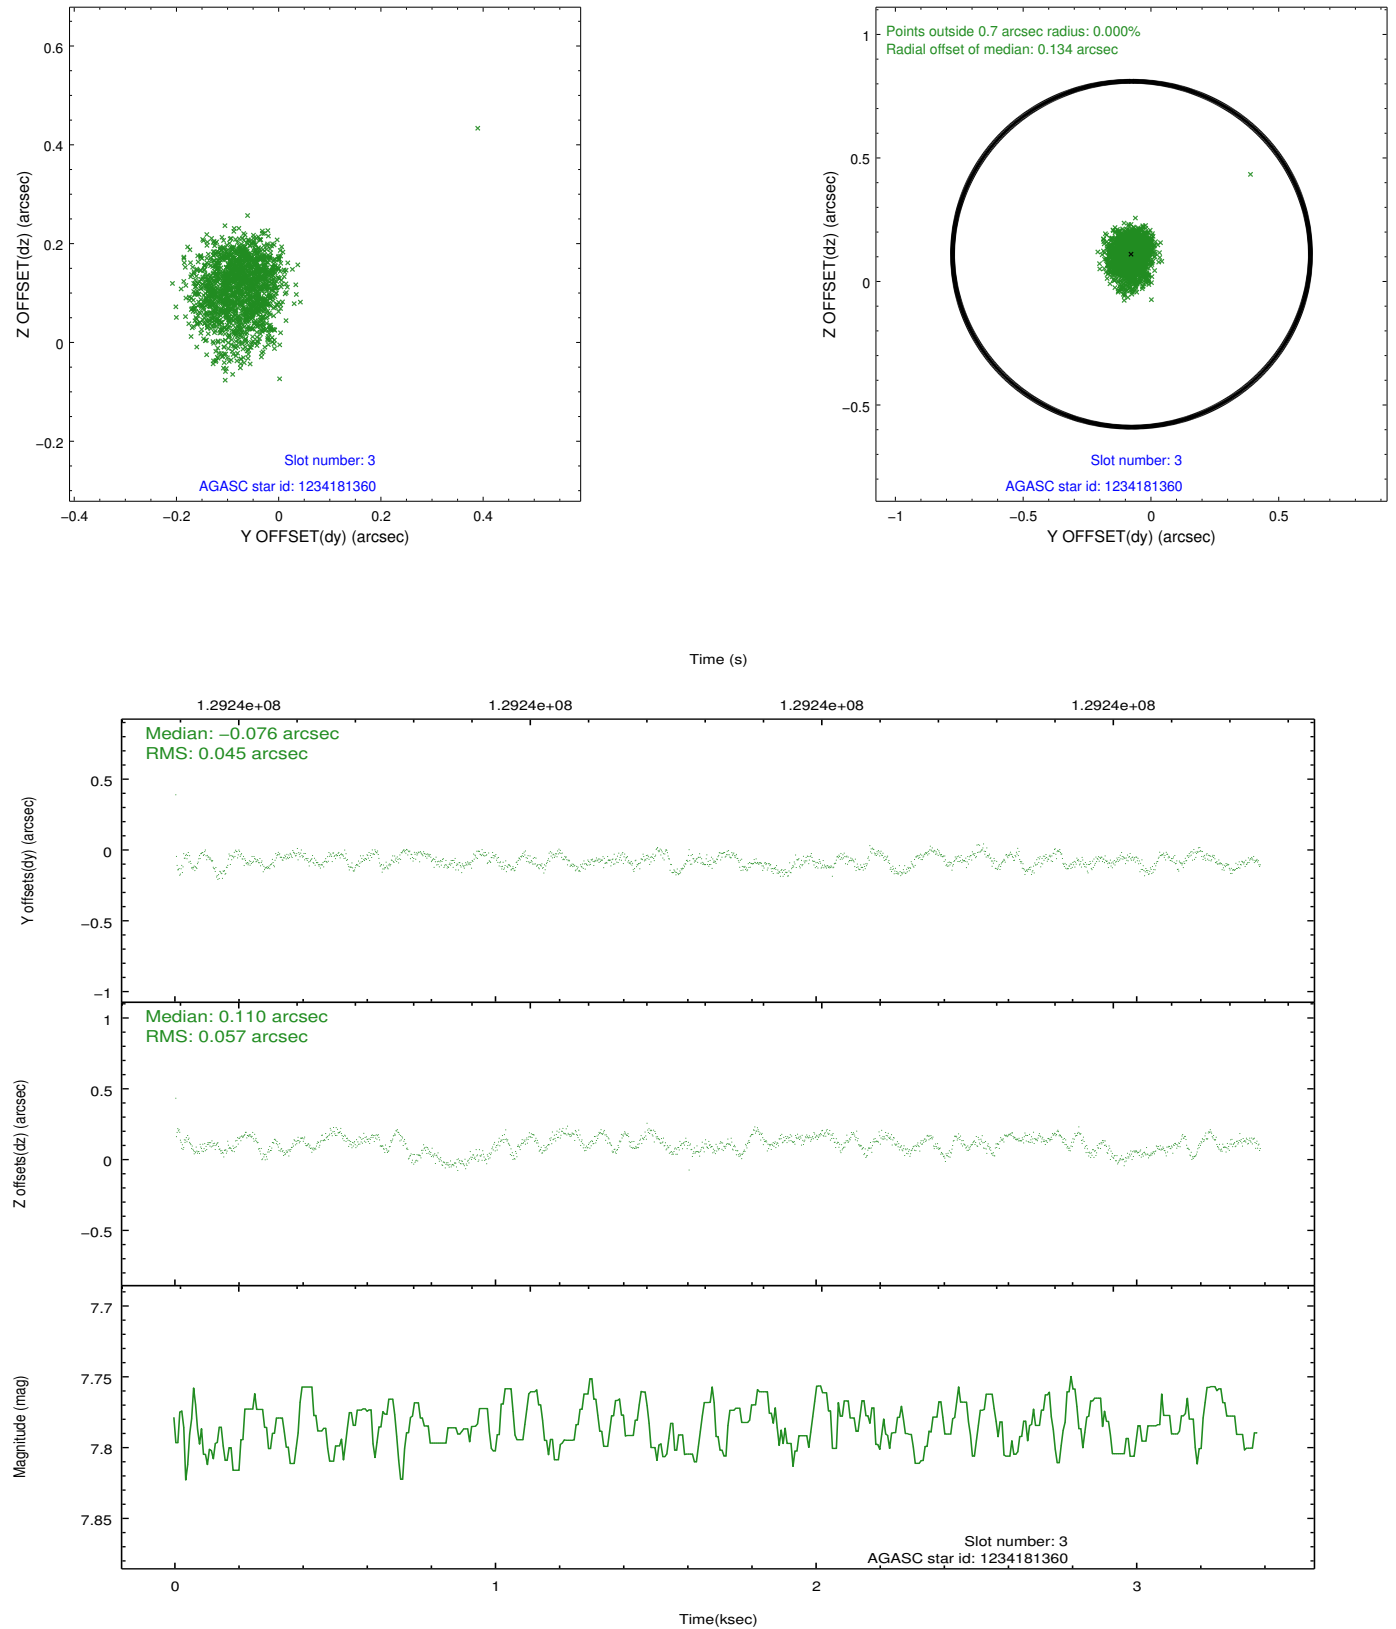 0.6
0.4
0.2
0
−0.2
Z OFFSET(dz) (arcsec)
Slot number: 3
AGASC star id: 1234181360
−0.4 −0.2 0 0.2 0.4
Y OFFSET(dy) (arcsec)
Points outside 0.7 arcsec radius: 0.000%
Radial offset of median: 0.134 arcsec
1
0.5
0
−0.5
Z OFFSET(dz) (arcsec)
Slot number: 3
AGASC star id: 1234181360
−1 −0.5 0 0.5
Y OFFSET(dy) (arcsec)
Time (s)
1.2924e+08 1.2924e+08 1.2924e+08 1.2924e+08
Median: −0.076 arcsec
RMS: 0.045 arcsec
0.5
0
−0.5
−1
Y offsets(dy) (arcsec)
Median: 0.110 arcsec
RMS: 0.057 arcsec
1
0.5
0
−0.5
Z offsets(dz) (arcsec)
7.7
7.75
7.8
7.85
Magnitude (mag)
Slot number: 3
AGASC star id: 1234181360
0 1 2 3
Time(ksec)